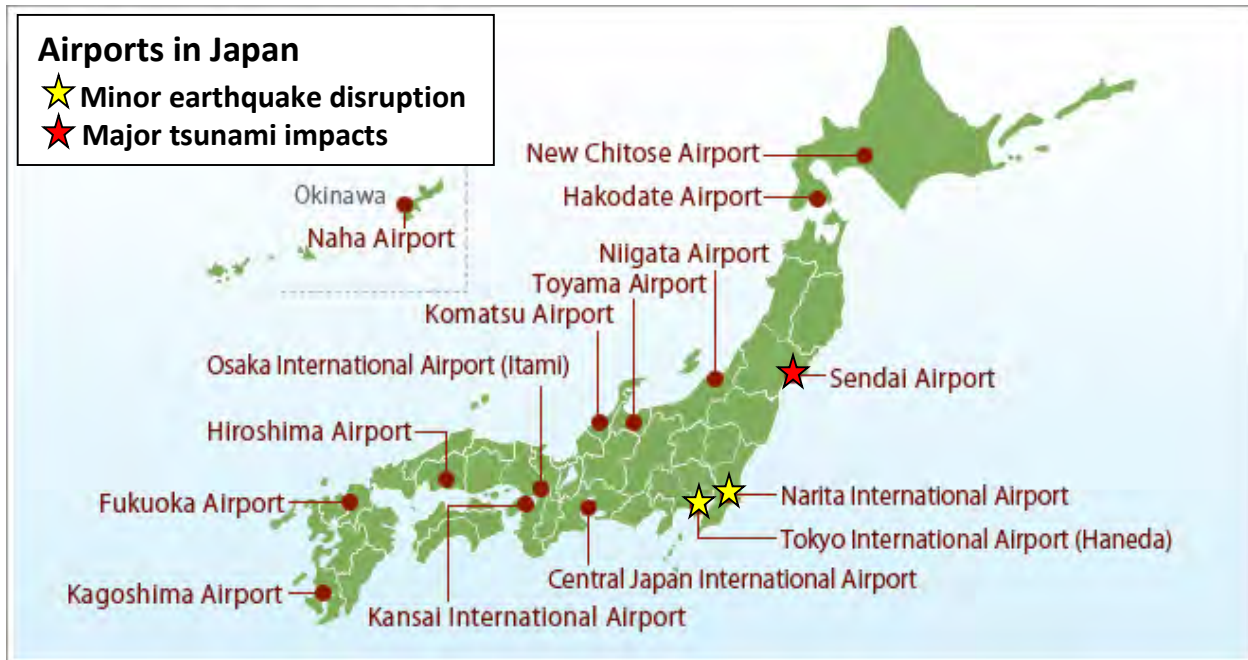 Airports in Japan
Minor earthquake disruption
Major tsunami impacts
New Chitose Airport
Okinawa
Hakodate Airport
Naha Airport
Niigata Airport
Toyama Airport
Komatsu Airport
Osaka International Airport (Itami)
Sendai Airport
Hiroshima Airport
Fukuoka Airport
Narita International Airport
Tokyo International Airport (Haneda)
Central Japan International Airport
Kagoshima Airport
Kansai International Airport